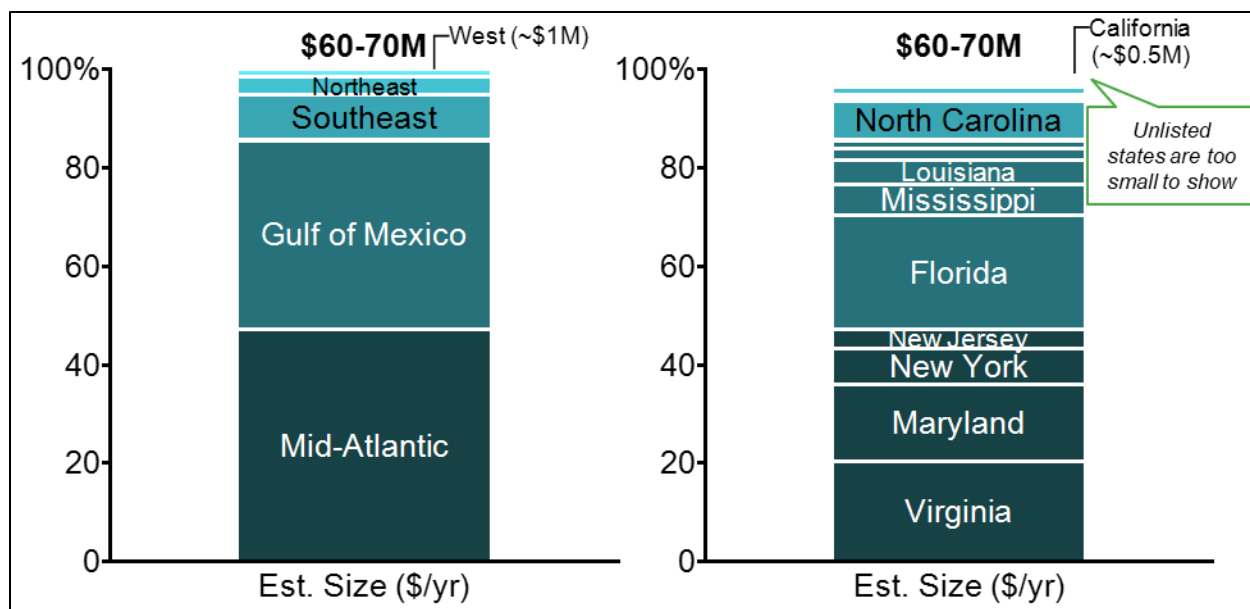 $60-70M
West (~$1M)
100%
80
60
40
20
0
Northeast
Southeast
Gulf of Mexico
Mid-Atlantic
Est. Size ($/yr)
$60-70M
California
(~$0.5M)
100%
80
60
40
20
0
North Carolina
Louisiana
Mississippi
Florida
New Jersey
New York
Maryland
Virginia
Unlisted
states are too
small to show
Est. Size ($/yr)